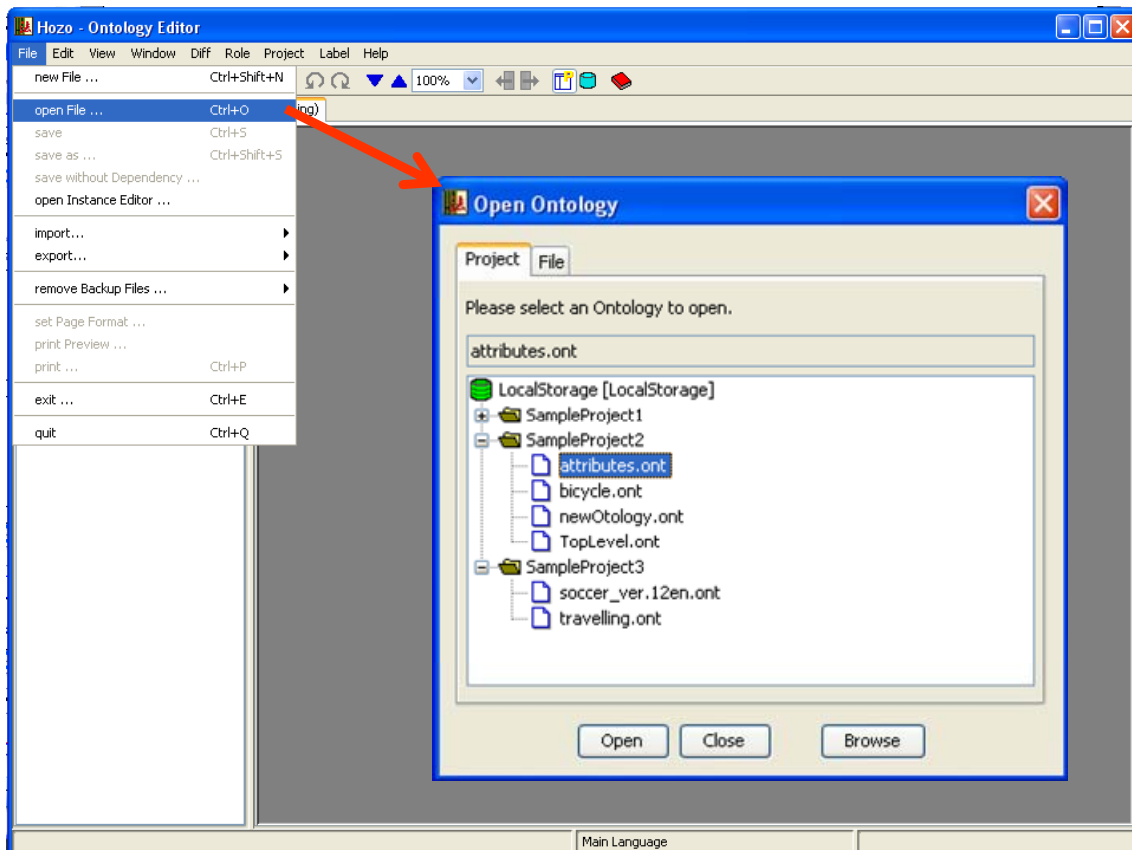 Hozo - Ontology Editor
File Edit View Window Diff Role Project Label Help
new File ... Ctrl+Shift+N
100%
open File ... Ctrl+O
ing)
save Ctrl+S
save as ... Ctrl+Shift+S
save without Dependency ...
open Instance Editor ...
import...
export...
remove Backup Files ...
set Page Format ...
print Preview ...
print ... Ctrl+P
exit ... Ctrl+E
quit Ctrl+Q
Open Ontology
Project File
Please select an Ontology to open.
attributes.ont
LocalStorage [LocalStorage]
SampleProject1
SampleProject2
attributes.ont
bicycle.ont
newOtology.ont
TopLevel.ont
SampleProject3
soccer_ver.12en.ont
travelling.ont
Open Close Browse
Main Language